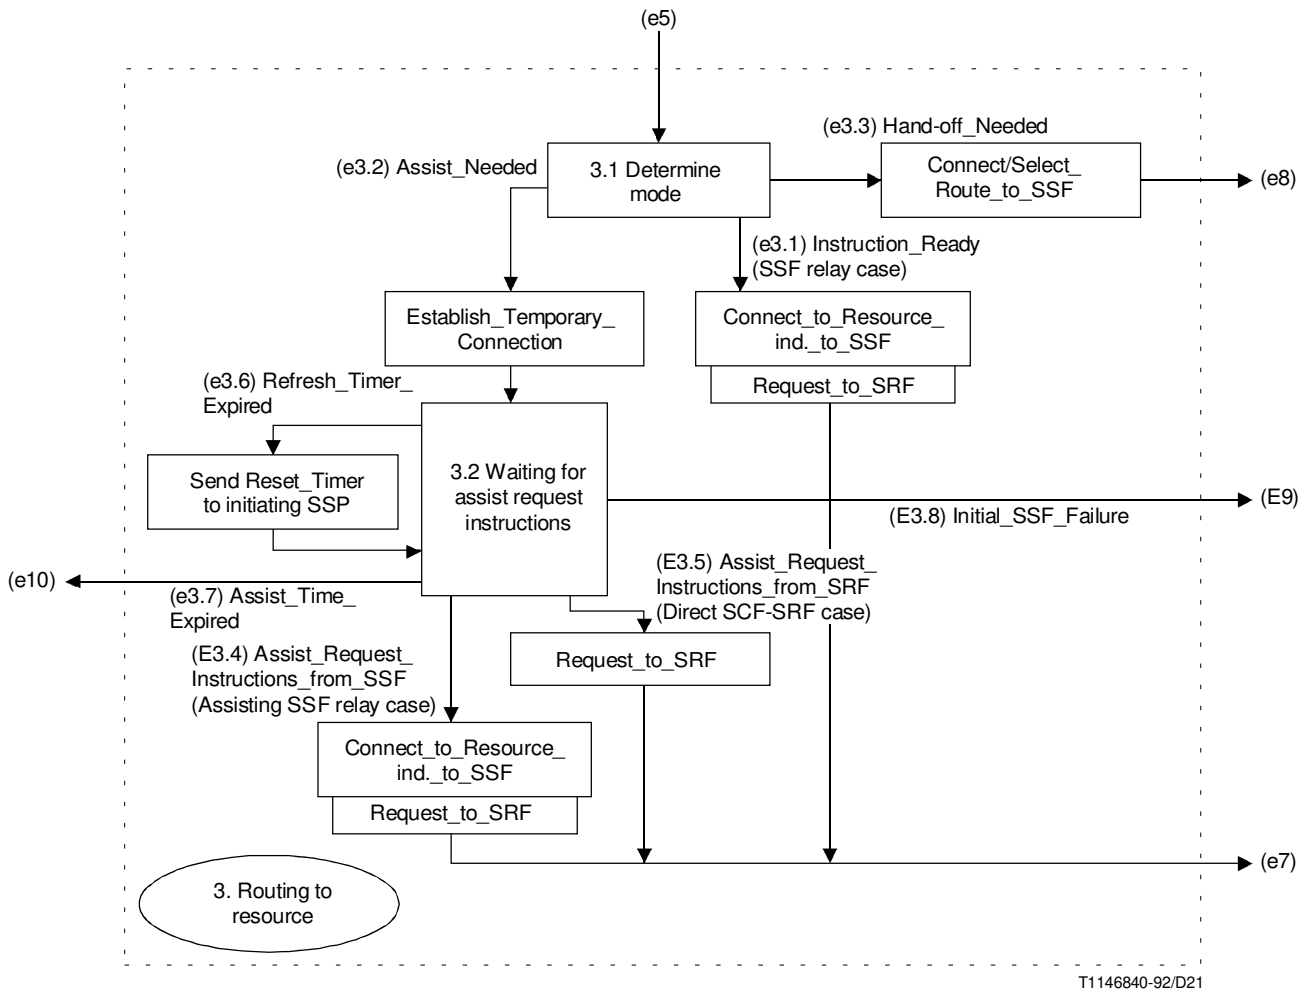 (e5)
(e3.3) Hand-off_Needed
(e3.2) Assist_Needed
3.1 Determine
mode
Connect/Select_
Route_to_SSF
(e8)
(e3.1) Instruction_Ready
(SSF relay case)
Establish_Temporary_
Connection
Connect_to_Resource_
ind._to_SSF
Request_to_SRF
(e3.6) Refresh_Timer_
Expired
Send Reset_Timer
to initiating SSP
3.2 Waiting for
assist request
instructions
(E9)
(E3.8) Initial_SSF_Failure
(E3.5) Assist_Request_
Instructions_from_SRF
(Direct SCF-SRF case)
(e10)
(e3.7) Assist_Time_
Expired
(E3.4) Assist_Request_
Instructions_from_SSF
(Assisting SSF relay case)
Request_to_SRF
Connect_to_Resource_
ind._to_SSF
Request_to_SRF
(e7)
3. Routing to
resource
T1146840-92/D21